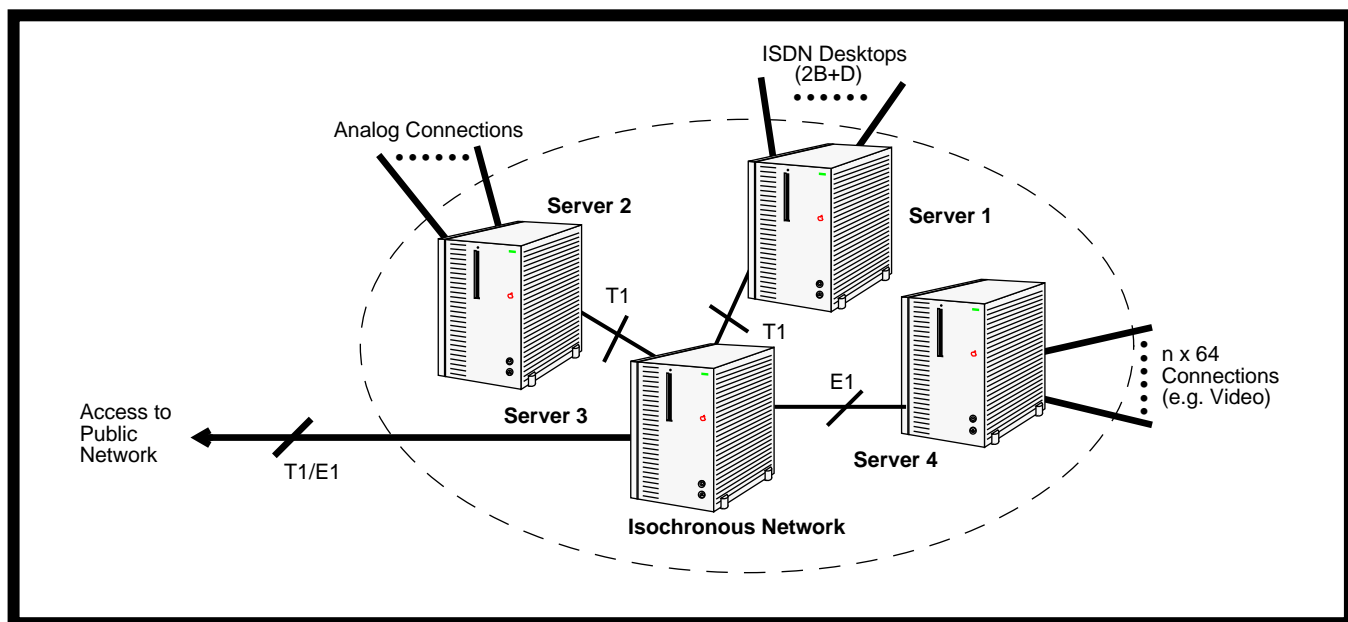 ISDN Desktops
(2B+D)
Analog Connections
Server 2
Server 1
T1
T1
n x 64
Connections
(e.g. Video)
E1
Access to
Public
Network
Server 3
Server 4
T1/E1
Isochronous Network